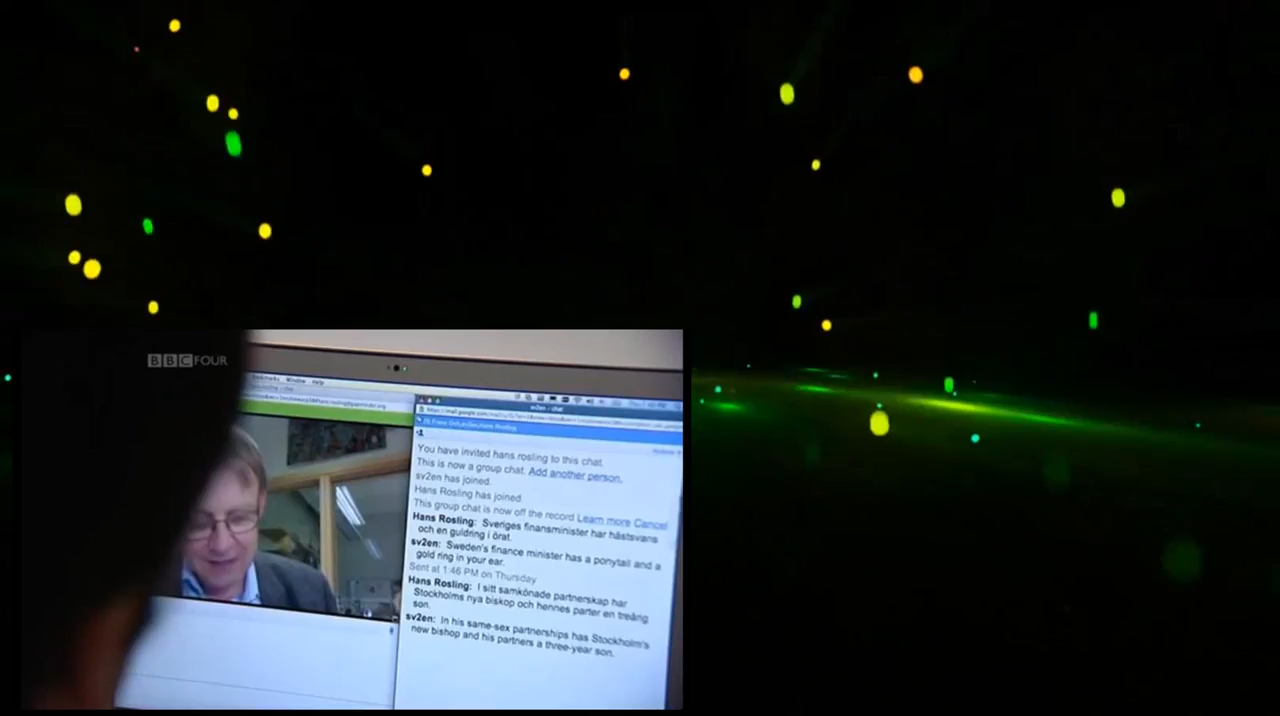 BBC FOUR
Bookmarks Window Help
sv2en - chat
You have invited hans.rosling to this chat.
This is now a group chat. Add another person.
sv2en has joined.
Hans Rosling has joined.
This group chat is now off the record Learn more Cancel
Hans Rosling: Sveriges finansminister har hästsvans
och en guldring i örat.
sv2en: Sweden's finance minister has a ponytail and a
gold ring in your ear.
Sent at 1:46 PM on Thursday
Hans Rosling: I sitt samkönade partnerskap har
Stockholms nya biskop och hennes parter en treårig
son.
sv2en: In his same-sex partnerships has Stockholm's
new bishop and his partners a three-year son.